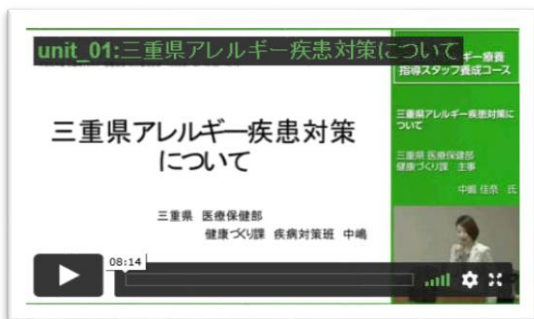 unit_01:三重県アレルギー疾患対策について
ギー療養
指導スタッフ養成コース
三重県アレルギー疾患対策
について
三重県 医療保健部
健康づくり課 疾病対策班 中嶋
三重県アレルギー疾患対策に
ついて
三重県 医療保健部
健康づくり課 主事
中嶋 佳奈 氏
08:14